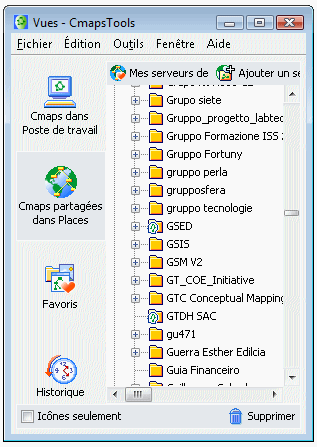 Vues - CmapsTools
Fichier Édition Outils Fenêtre Aide
Mes serveurs de Ajouter un se
Cmaps dans
Poste de travail
Cmaps partagées
dans Places
Favoris
Historique
Grupo siete
Gruppo_progetto_labtec
Gruppo Formazione ISS 2
Gruppo Fortuny
gruppo perla
grupposfera
gruppo tecnologie
GSED
GSIS
GSM V2
GT_COE_Initiative
GTC Conceptual Mapping
GTDH SAC
gu471
Guerra Esther Edilcia
Guia Financiero
Icônes seulement
Supprimer